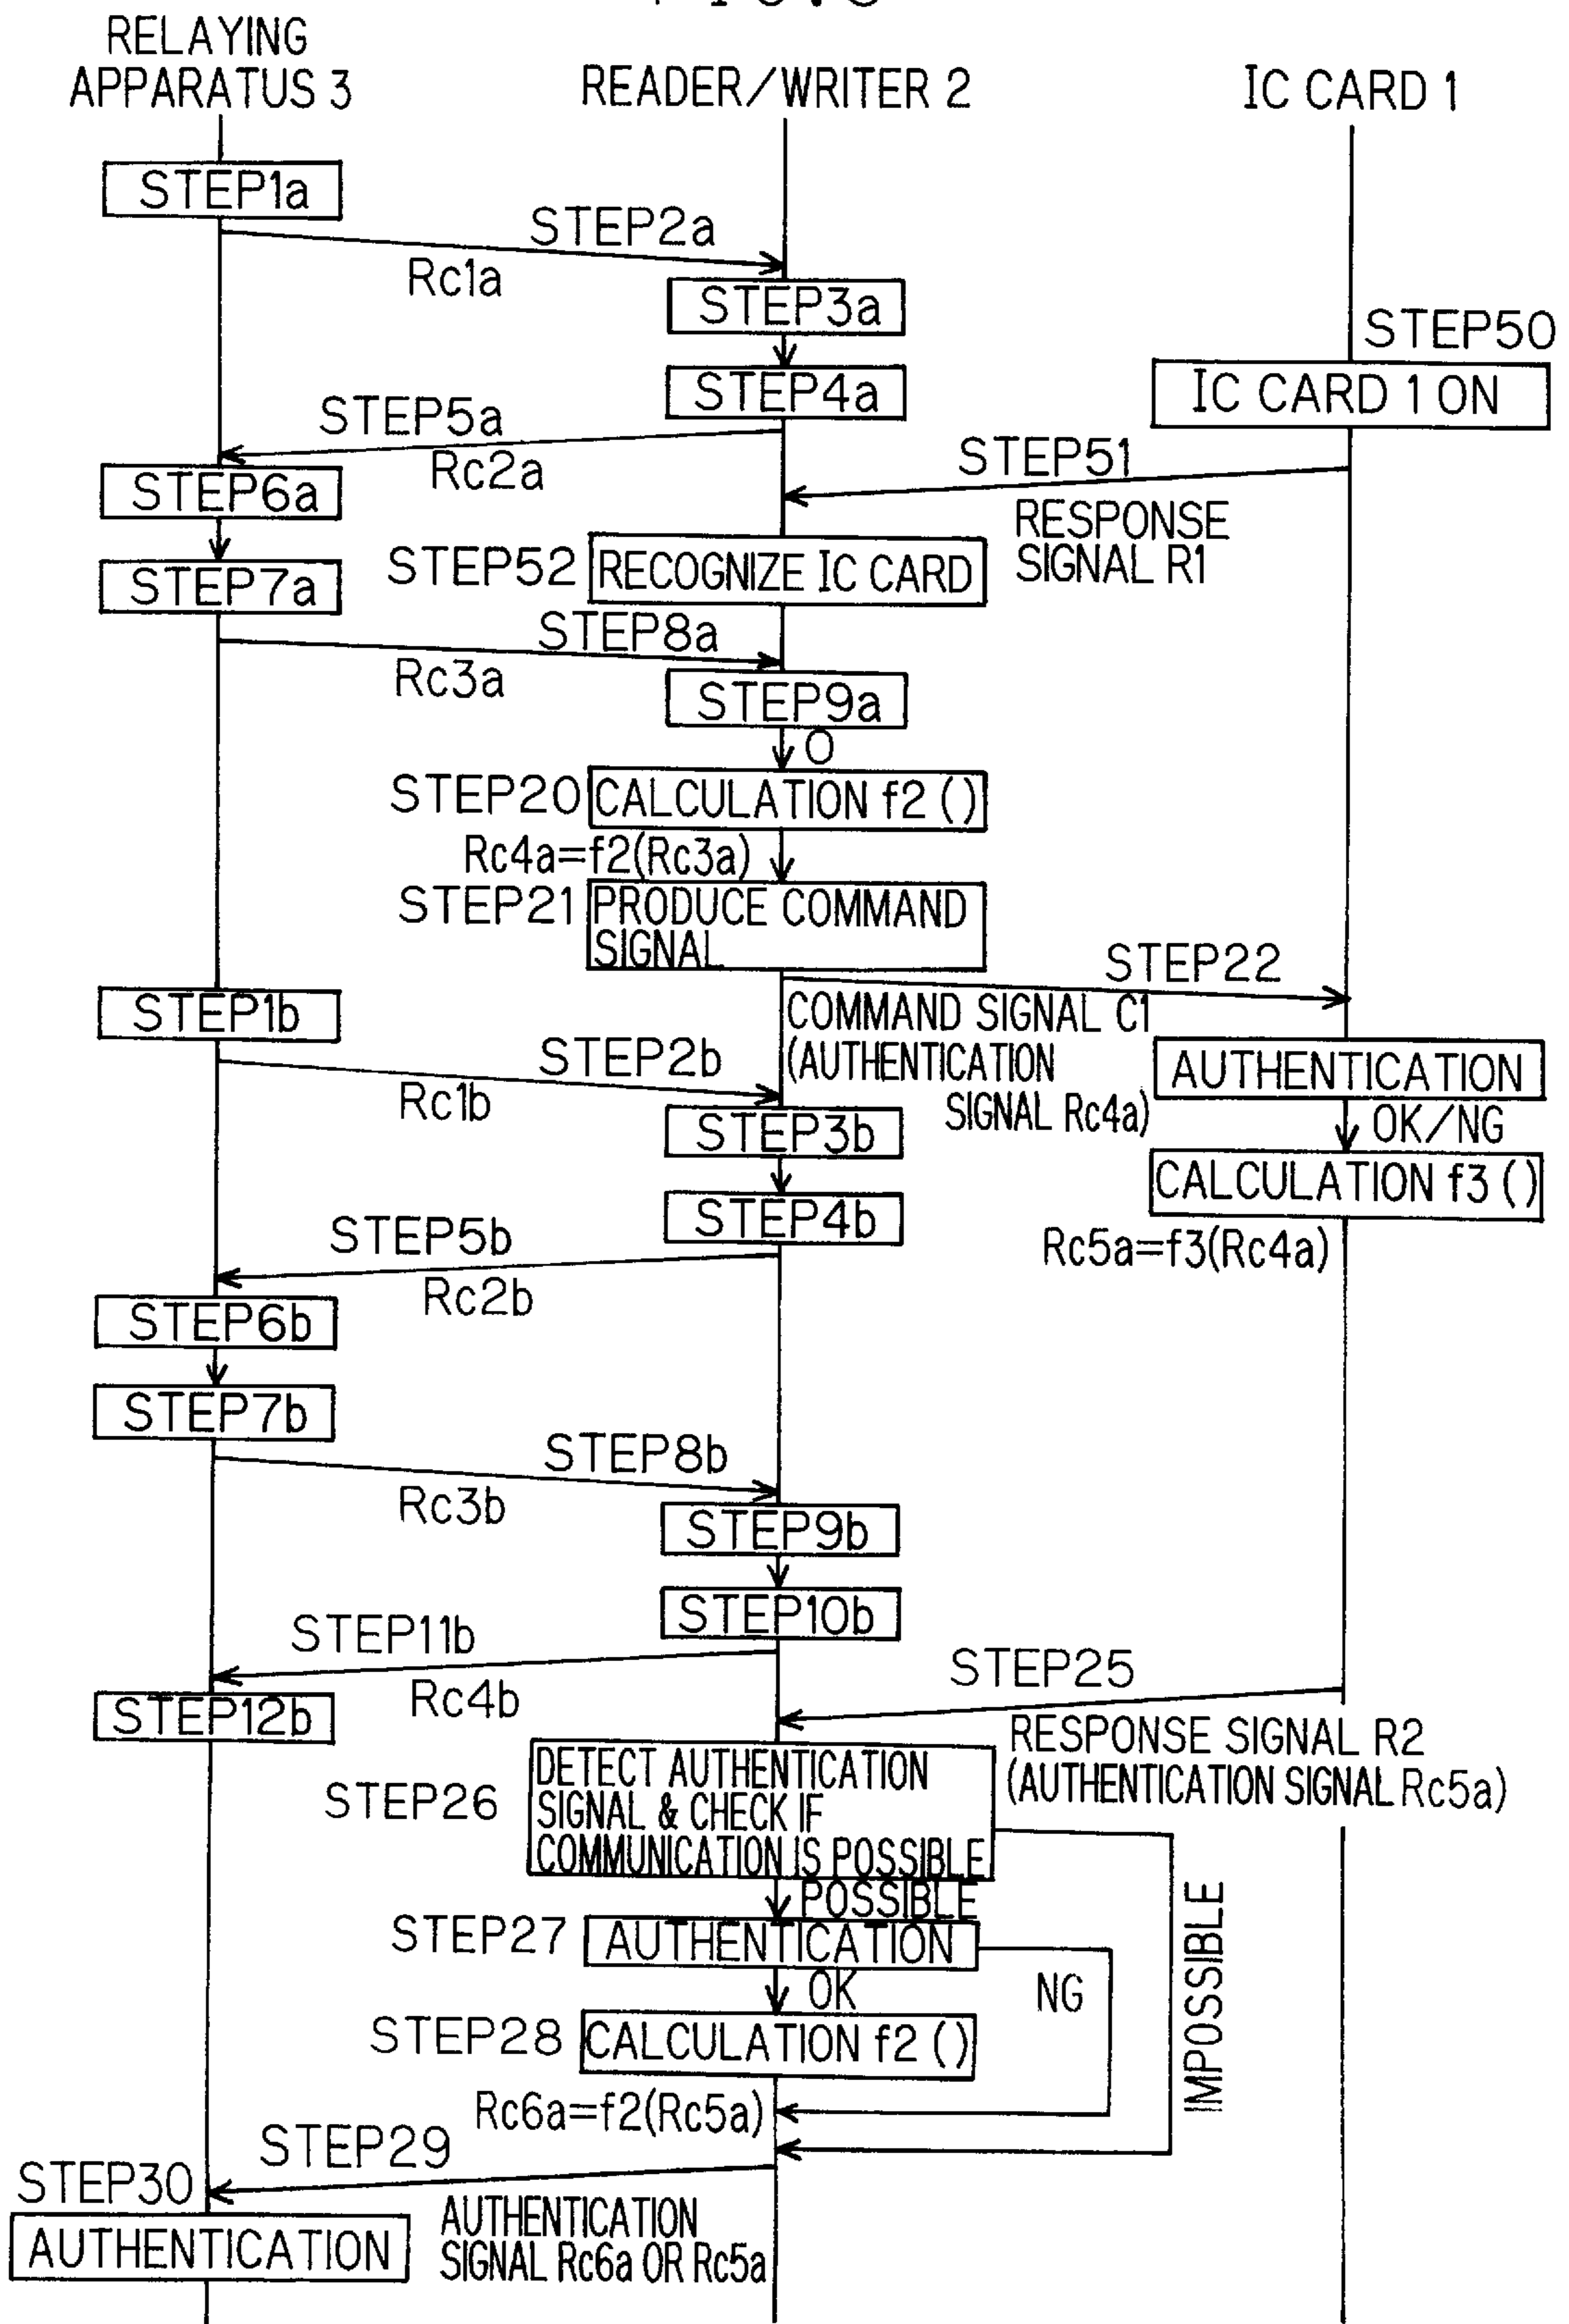 RELAYING
APPARATUS 3
READER/WRITER 2
IC CARD 1
STEP1a
STEP2a
Rc1a
STEP3a
STEP50
STEP4a
IC CARD 1 ON
STEP5a
Rc2a
STEP51
STEP6a
RESPONSE
SIGNAL R1
STEP52
RECOGNIZE IC CARD
STEP7a
STEP8a
Rc3a
STEP9a
O
STEP20
CALCULATION f2 ()
Rc4a=f2(Rc3a)
STEP21
PRODUCE COMMAND
SIGNAL
STEP22
STEP1b
COMMAND SIGNAL C1
(AUTHENTICATION
SIGNAL Rc4a)
STEP2b
Rc1b
AUTHENTICATION
OK/NG
STEP3b
CALCULATION f3 ()
STEP4b
Rc5a=f3(Rc4a)
STEP5b
Rc2b
STEP6b
STEP7b
STEP8b
Rc3b
STEP9b
STEP10b
STEP11b
Rc4b
STEP25
STEP12b
RESPONSE SIGNAL R2
(AUTHENTICATION SIGNAL Rc5a)
STEP26
DETECT AUTHENTICATION
SIGNAL & CHECK IF
COMMUNICATION IS POSSIBLE
POSSIBLE
IMPOSSIBLE
STEP27
AUTHENTICATION
OK
NG
STEP28
CALCULATION f2 ()
Rc6a=f2(Rc5a)
STEP29
STEP30
AUTHENTICATION
AUTHENTICATION
SIGNAL Rc6a OR Rc5a